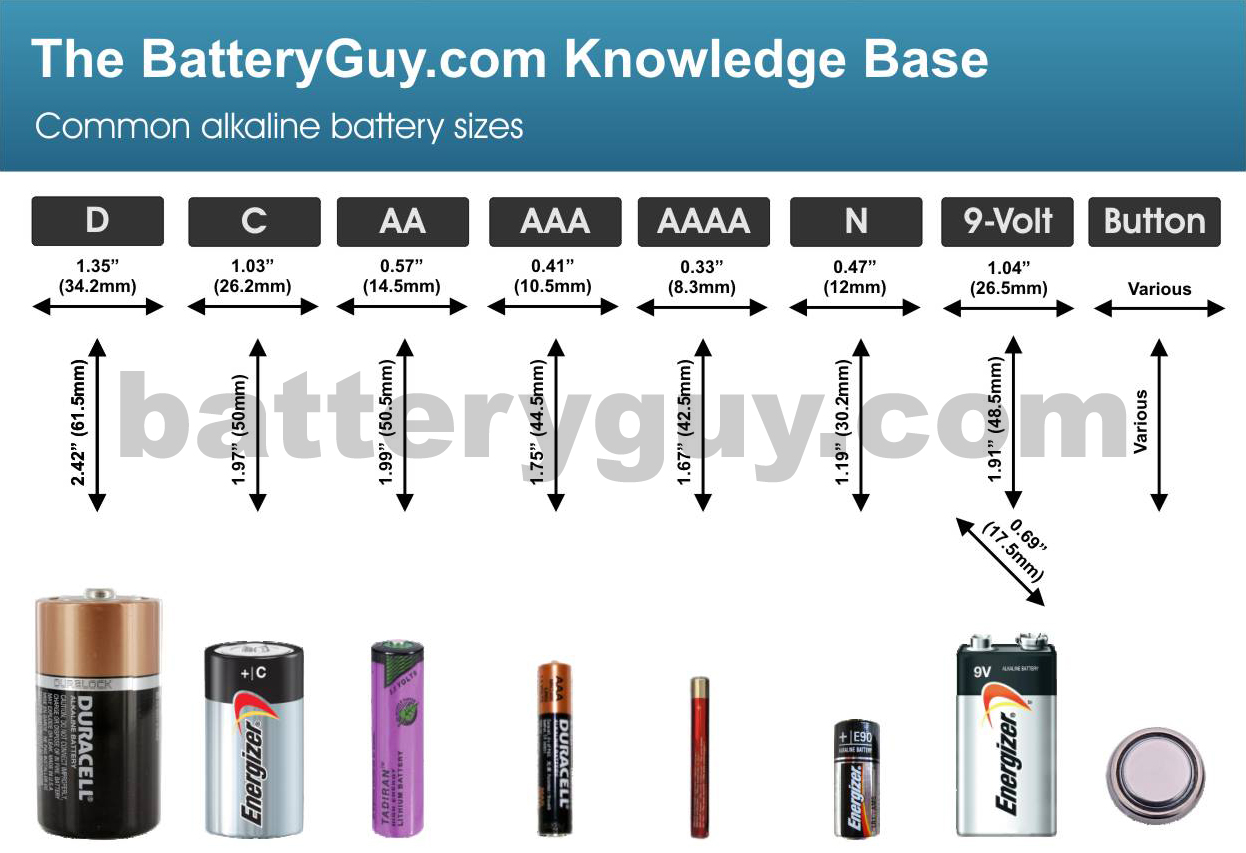 The BatteryGuy.com Knowledge Base
Common alkaline battery sizes
D
C
AA
AAA
AAAA
N
9-Volt
Button
1.35”
(34.2mm)
1.03”
(26.2mm)
0.57”
(14.5mm)
0.41”
(10.5mm)
0.33”
(8.3mm)
0.47”
(12mm)
1.04”
(26.5mm)
Various
2.42” (61.5mm)
1.97” (50mm)
1.99” (50.5mm)
1.75” (44.5mm)
1.67” (42.5mm)
1.19” (30.2mm)
1.91” (48.5mm)
Various
batteryguy.com
0.69”
(17.5mm)
DURALOCK
DURACELL®
ALKALINE BATTERY
+|C
Energizer
VOLTS
TADIRAN™
HIGH ENERGY
LITHIUM BATTERY
AAA
DURACELL
+|E90
ALKALINE BATTERY
Energizer
9V
ALKALINE BATTERY
Energizer®